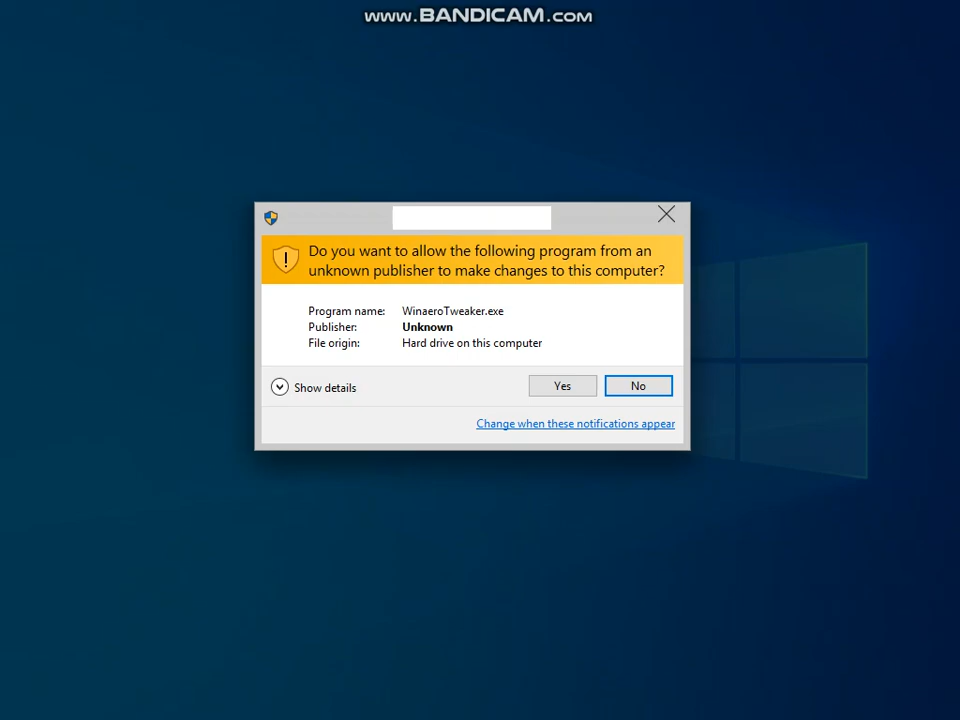 www.BANDICAM.com
Do you want to allow the following program from an
unknown publisher to make changes to this computer?
Program name: WinaeroTweaker.exe
Publisher: Unknown
File origin: Hard drive on this computer
Show details
Yes
No
Change when these notifications appear